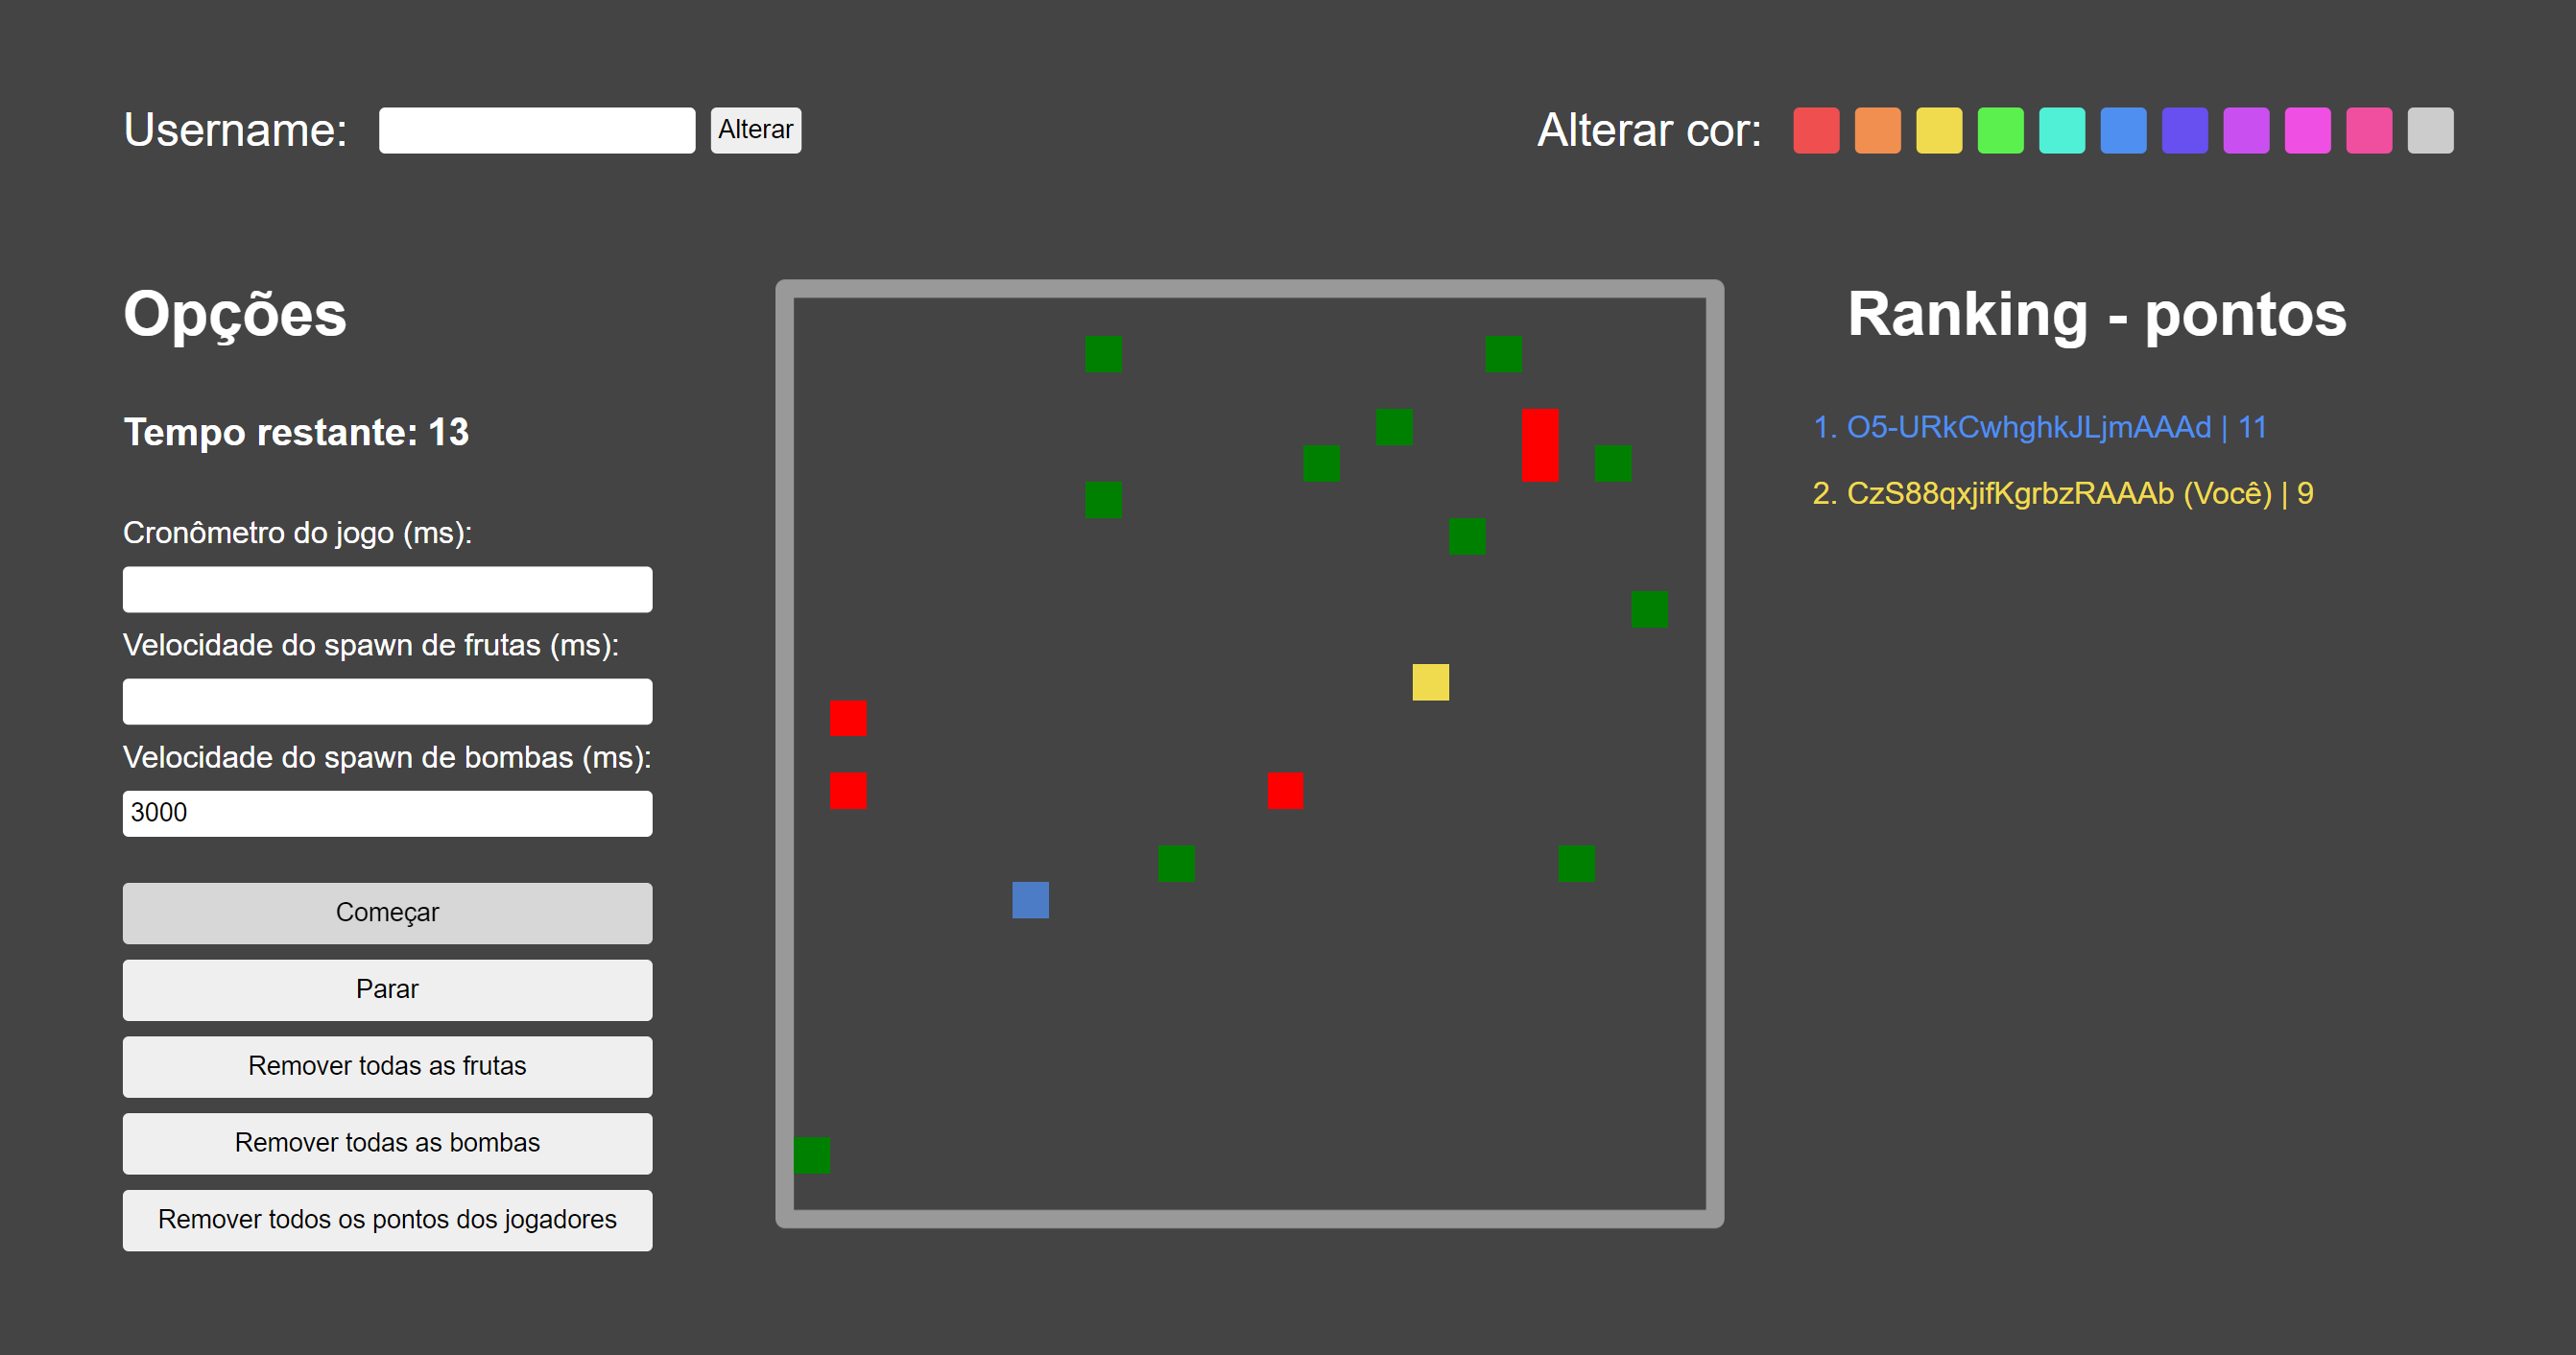 Username:
Alterar
Alterar cor:
Opções
Tempo restante: 13
Cronômetro do jogo (ms):
Velocidade do spawn de frutas (ms):
Velocidade do spawn de bombas (ms):
3000
Começar
Parar
Remover todas as frutas
Remover todas as bombas
Remover todos os pontos dos jogadores
Ranking - pontos
1. O5-URkCwhghkJLjmAAAd | 11
2. CzS88qxjifKgrbzRAAAb (Você) | 9